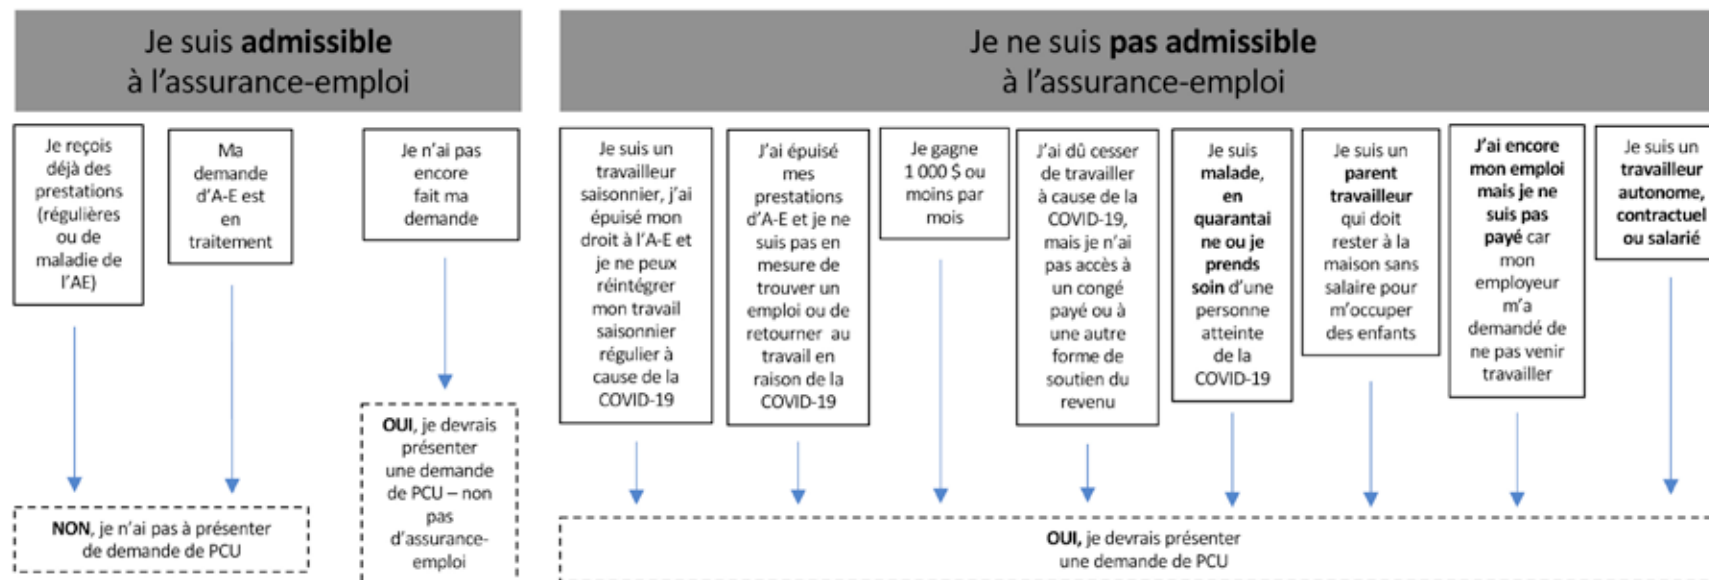 Je suis admissible
à l'assurance-emploi
Je ne suis pas admissible
à l'assurance-emploi
Je reçois
déjà des
prestations
(régulières
ou de
maladie de
l'AE)
Ma
demande
d'A-E est
en
traitement
Je n'ai pas
encore
fait ma
demande
Je suis un
travailleur
saisonnier, j'ai
épuisé mon
droit à l'A-E et
je ne peux
réintégrer
mon travail
saisonnier
régulier à
cause de la
COVID-19
J'ai épuisé
mes
prestations
d'A-E et je ne
suis pas en
mesure de
trouver un
emploi ou de
retourner au
travail en
raison de la
COVID-19
Je gagne
1 000 $ ou
moins par
mois
J'ai dû cesser
de travailler
à cause de la
COVID-19,
mais je n'ai
pas accès à
un congé
payé ou à
une autre
forme de
soutien du
revenu
Je suis
malade,
en
quarantai
ne ou je
prends
soin d'une
personne
atteinte
de la
COVID-19
Je suis un
parent
travailleur
qui doit
rester à la
maison sans
salaire pour
m'occuper
des enfants
J'ai encore
mon emploi
mais je ne
suis pas
payé car
mon
employeur
m'a
demandé de
ne pas venir
travailler
Je suis un
travailleur
autonome,
contractuel
ou salarié
NON, je n'ai pas à présenter
de demande de PCU
OUI, je devrais
présenter
une demande
de PCU – non
pas
d'assurance-
emploi
OUI, je devrais présenter
une demande de PCU